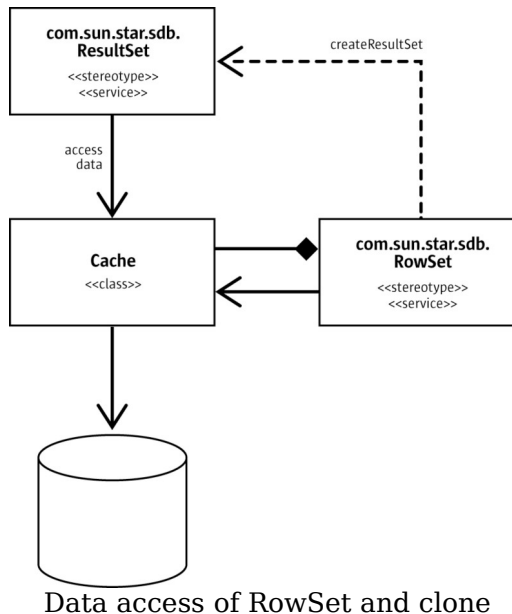 com.sun.star.sdb.
ResultSet
<<stereotype>>
<<service>>
createResultSet
access
data
Cache
<<class>>
com.sun.star.sdb.
RowSet
<<stereotype>>
<<service>>
Data access of RowSet and clone